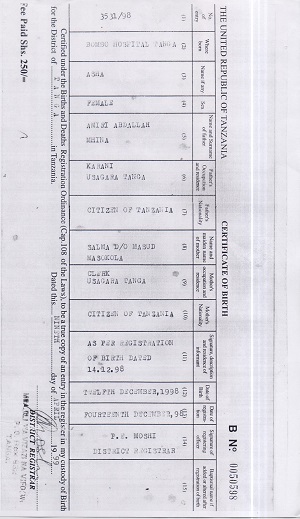 THE UNITED REPUBLIC OF TANZANIA
CERTIFICATE OF BIRTH
B No 0050598
No. of entry
Where born
Name if any
Sex
Name and Surname of father
Father's Occupation and residence
Father's Nationality
Name and maiden name of mother
Mother's occupation and residence
Mother's Nationality
Signature, description and residence of informant
Date of Birth
Date of registration
Signature of registering officer
Baptismal name if added or altered after registration of birth
(1) (2) (3) (4) (5) (6) (7) (8) (9) (10) (11) (12) (13) (14) (15)
3531/98
BOMBO HOSPITAL TANGA
ASHA
FEMALE
ABDALLAH
KARANI
USAGARA TANGA
CITIZEN OF TANZANIA
SALMA D/O MASUD
CLERK
USAGARA TANGA
CITIZEN OF TANZANIA
AS PER REGISTRATION
OF BIRTH DATED
14.12.98
TWELFTH DECEMBER, 1998
FOURTEENTH DECEMBER, 98
P.E. MOSHI
DISTRICT REGISTRAR
Certified under the Births and Deaths Registration Ordinance (Cap.108 of the Laws), to be a true copy of an entry in the register in my custody of Birth
for the District of TANGA in Tanzania. Dated this NINETH day of APRIL 1999
Fee Paid Shs. 250/=
DISTRICT REGISTRAR